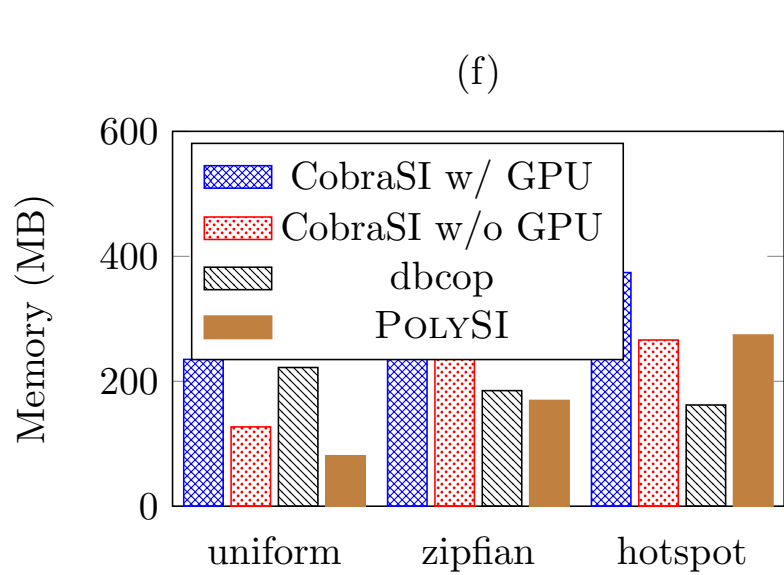 (f)
Memory (MB)
600
400
200
0
CobraSI w/ GPU
CobraSI w/o GPU
dbcop
POLYSI
uniform zipfian hotspot